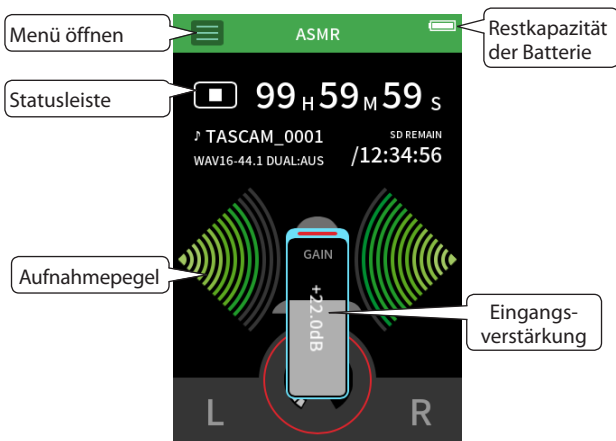 Menü öffnen
ASMR
Restkapazität
der Batterie
Statusleiste
99 H 59 M 59 S
♪ TASCAM_0001
SD REMAIN
WAV16-44.1 DUAL:AUS
/12:34:56
GAIN
Aufnahmepegel
+22.0dB
Eingangs-
verstärkung
L
R